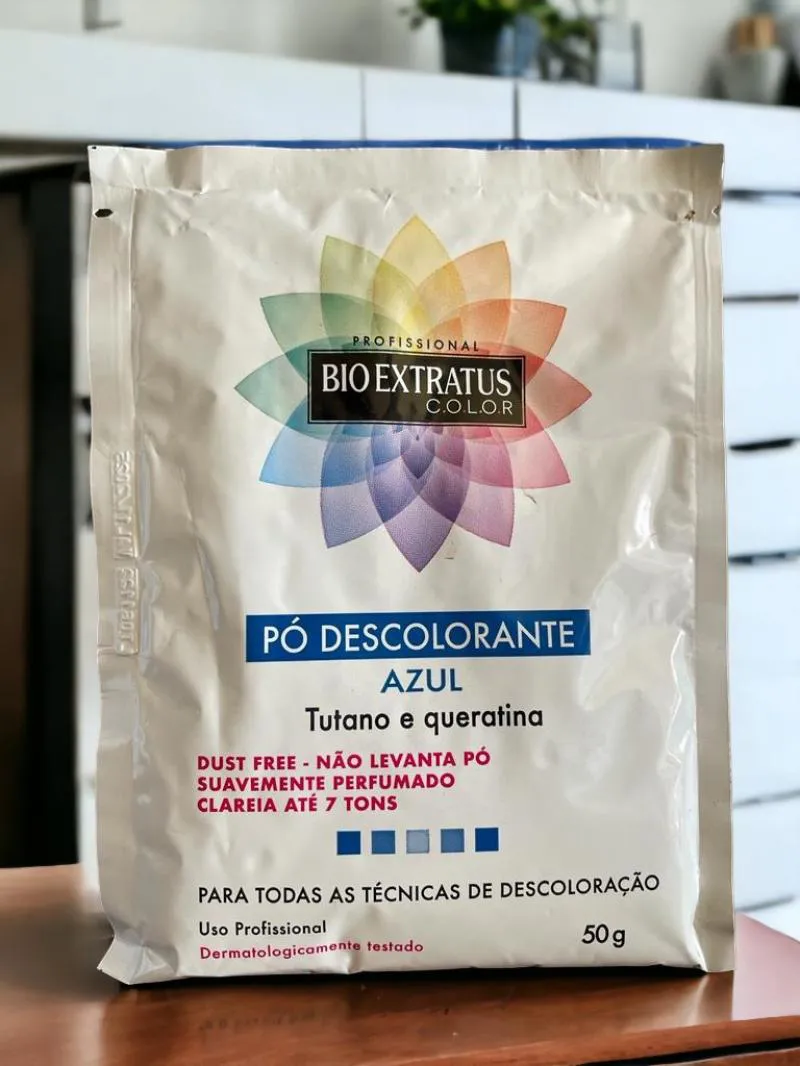 PROFISSIONAL
BIO EXTRATUS
C.O.L.O.R
PÓ DESCOLORANTE
AZUL
Tutano e queratina
DUST FREE - NÃO LEVANTA PÓ
SUAVEMENTE PERFUMADO
CLAREIA ATÉ 7 TONS
PARA TODAS AS TÉCNICAS DE DESCOLORAÇÃO
Uso Profissional
50g
Dermatologicamente testado